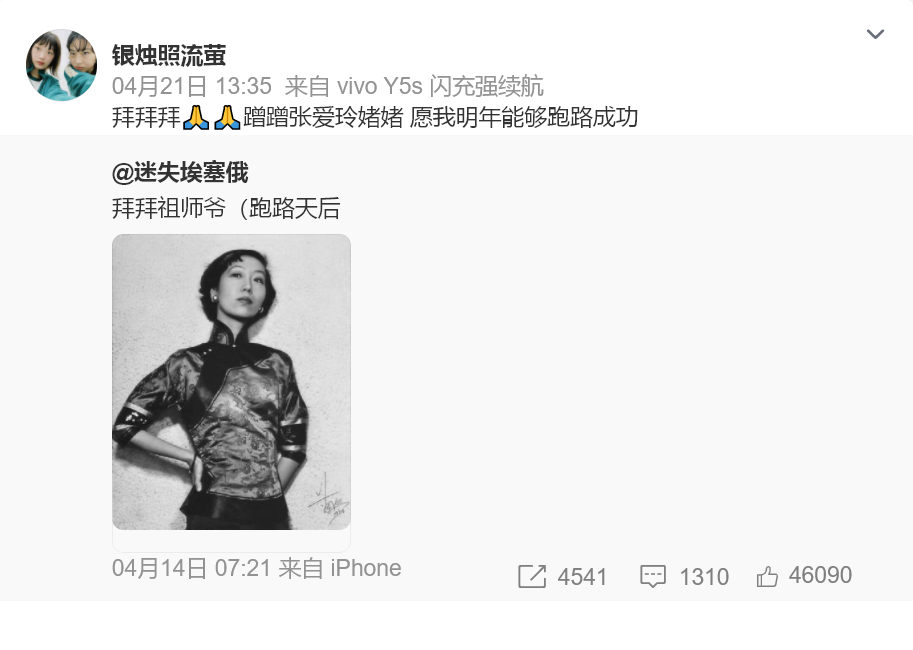 银烛照流萤
04月21日 13:35 来自 vivo Y5s 闪充强续航
拜拜拜🙏🙏蹭蹭张爱玲媎媎 愿我明年能够跑路成功
@迷失埃塞俄
拜拜祖师爷（跑路天后
04月14日 07:21 来自 iPhone
4541
1310
46090